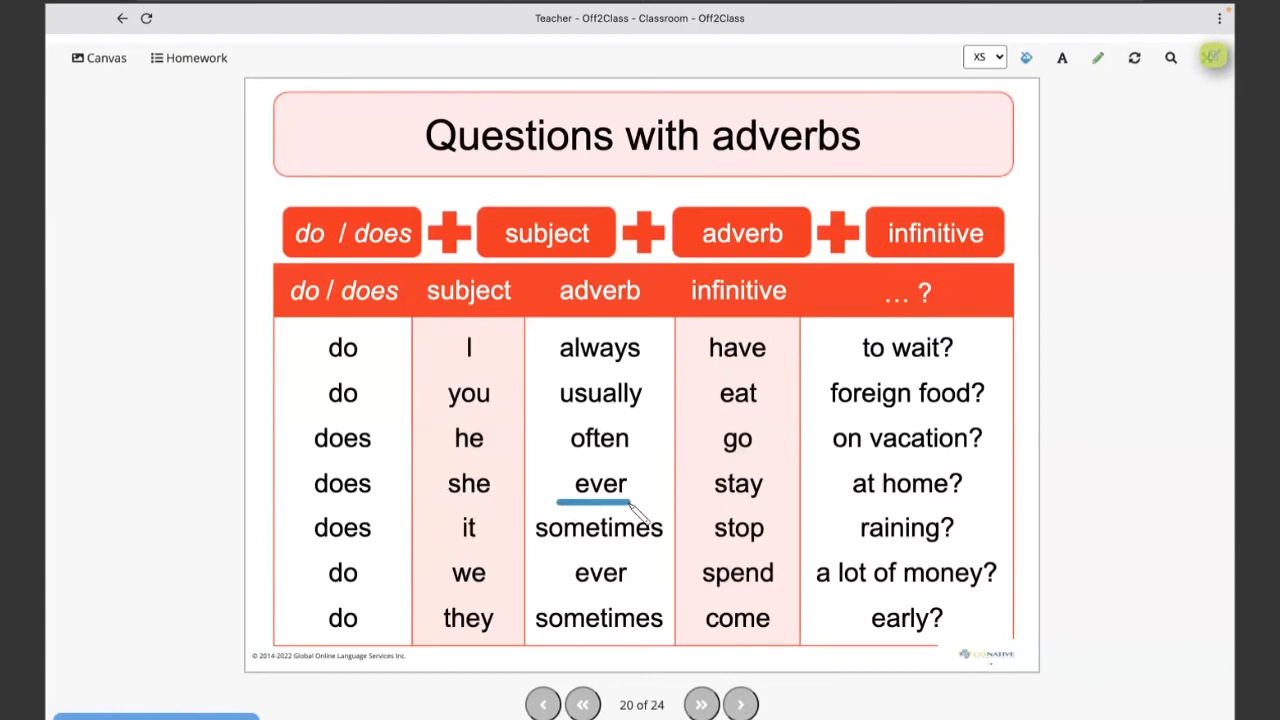 Teacher - Off2Class - Classroom - Off2Class
Canvas Homework XS A
Questions with adverbs
do / does subject adverb infinitive
do / does subject adverb infinitive … ?
do I always have to wait?
do you usually eat foreign food?
does he often go on vacation?
does she ever stay at home?
does it sometimes stop raining?
do we ever spend a lot of money?
do they sometimes come early?
© 2014-2022 Global Online Language Services Inc.
20 of 24